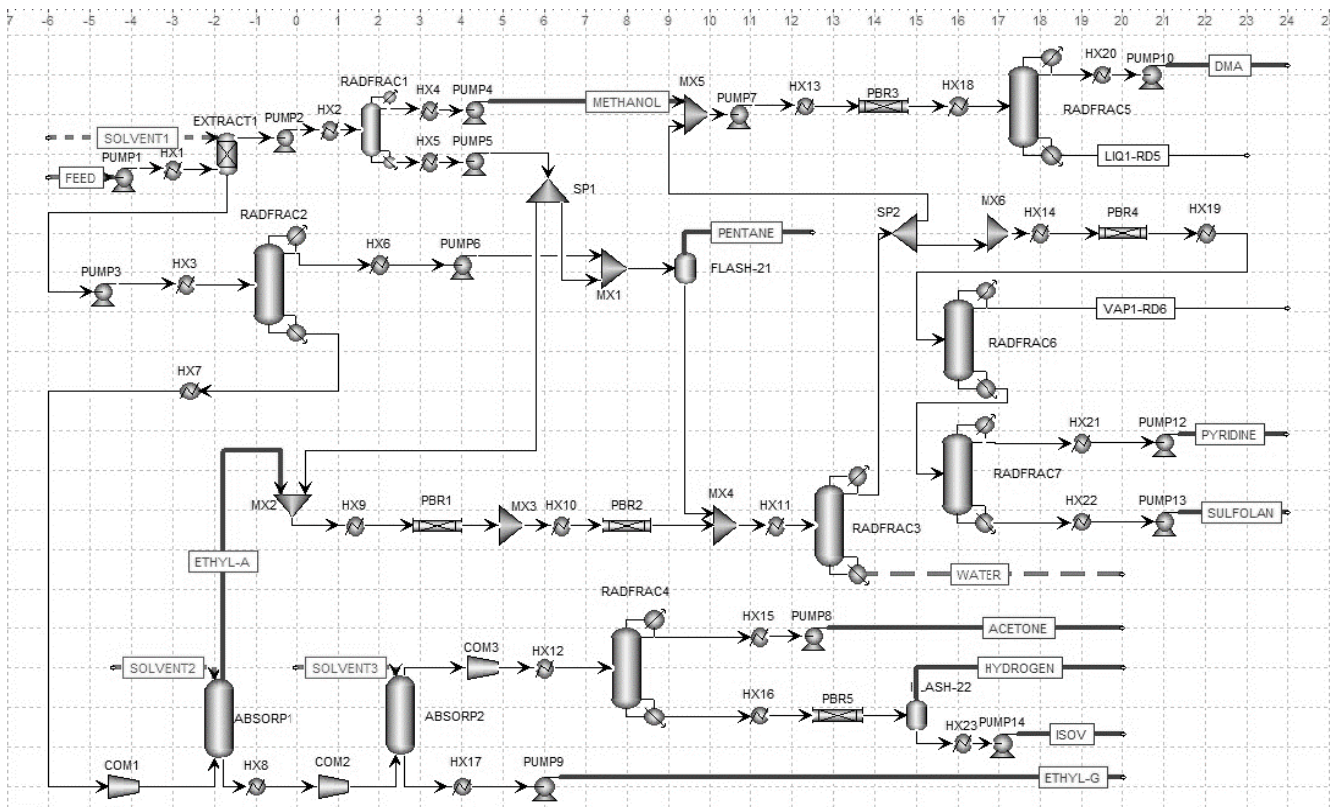 -7 -6 -5 -4 -3 -2 -1 0 1 2 3 4 5 6 7 8 9 10 11 12 13 14 15 16 17 18 19 20 21 22 23 24 25
HX20 PUMP10
DMA
RADFRAC1 HX4 PUMP4
METHANOL
MX5
PUMP7 HX13 PBR3 HX18
RADFRAC5
SOLVENT1
EXTRACT1 PUMP2 HX2
PUMP1 HX1
FEED
HX5 PUMP5
LIQ1-RD5
SP1
RADFRAC2
HX6 PUMP6
PENTANE
FLASH-21
SP2
MX6 HX14 PBR4 HX19
PUMP3 HX3
MX1
VAP1-RD6
RADFRAC6
HX7
HX21 PUMP12
PYRIDINE
RADFRAC7
HX22 PUMP13
SULFOLAN
MX2 HX9 PBR1 MX3 HX10 PBR2 MX4 HX11
RADFRAC3
ETHYL-A
WATER
RADFRAC4
HX15 PUMP8
ACETONE
SOLVENT2
SOLVENT3
COM3 HX12
HYDROGEN
LASH-22
HX16 PBR5
ABSORP1
ABSORP2
HX23 PUMP14
ISOV
COM1 HX8 COM2
HX17 PUMP9
ETHYL-G